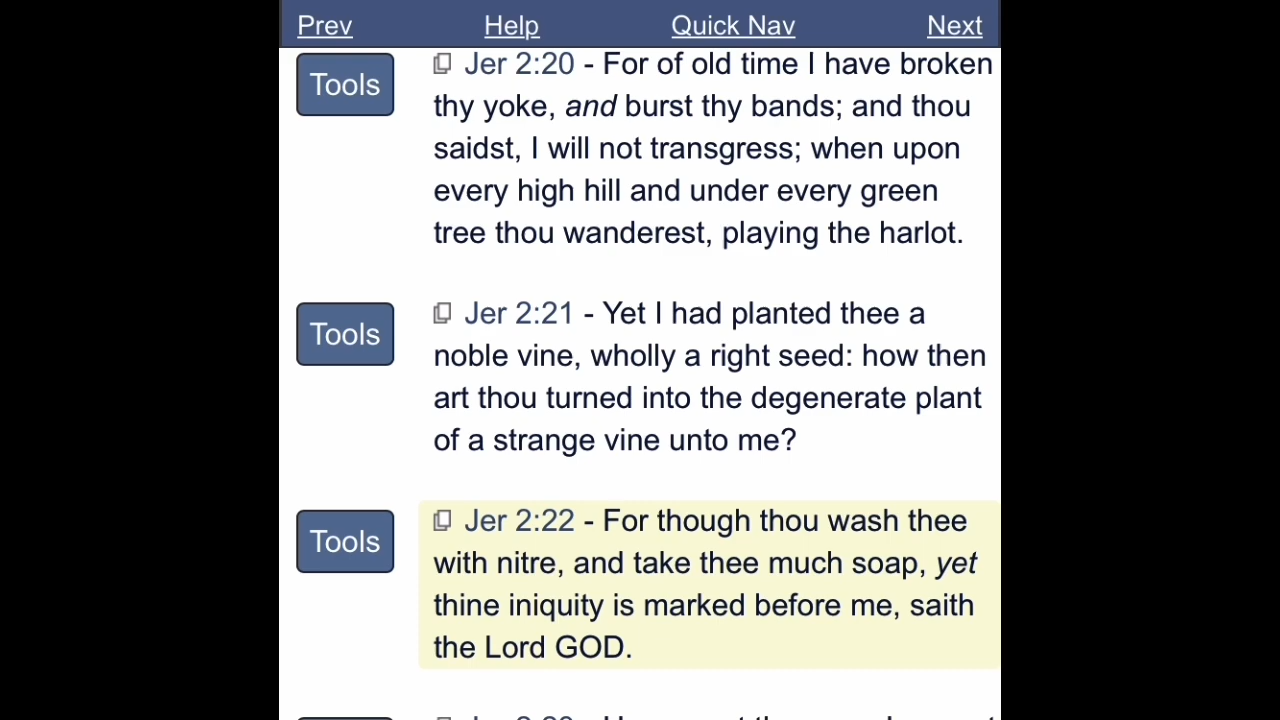 Prev Help Quick Nav Next
Tools
Jer 2:20 - For of old time I have broken
thy yoke, and burst thy bands; and thou
saidst, I will not transgress; when upon
every high hill and under every green
tree thou wanderest, playing the harlot.
Tools
Jer 2:21 - Yet I had planted thee a
noble vine, wholly a right seed: how then
art thou turned into the degenerate plant
of a strange vine unto me?
Tools
Jer 2:22 - For though thou wash thee
with nitre, and take thee much soap, yet
thine iniquity is marked before me, saith
the Lord GOD.